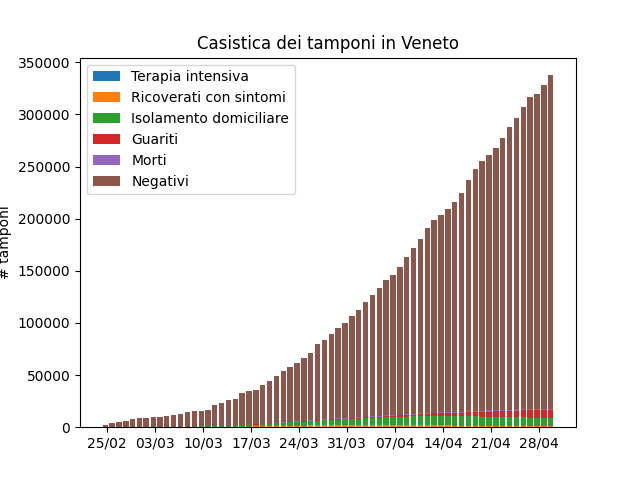 Casistica dei tamponi in Veneto
Terapia intensiva
Ricoverati con sintomi
Isolamento domiciliare
Guariti
Morti
Negativi
# tamponi
350000
300000
250000
200000
150000
100000
50000
0
25/02 03/03 10/03 17/03 24/03 31/03 07/04 14/04 21/04 28/04